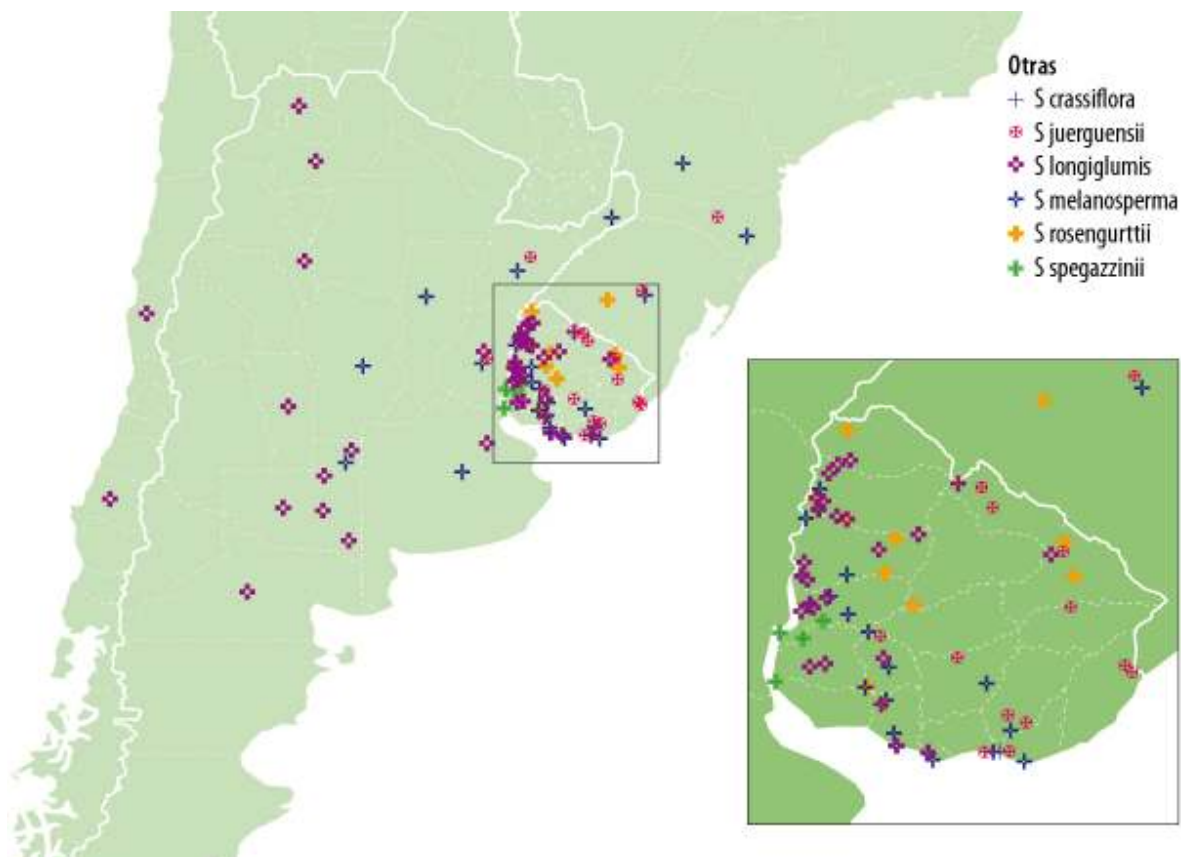 Otras
S crassiflora
S juerguensii
S longiglumis
S melanosperma
S rosengurttii
S spegazzinii